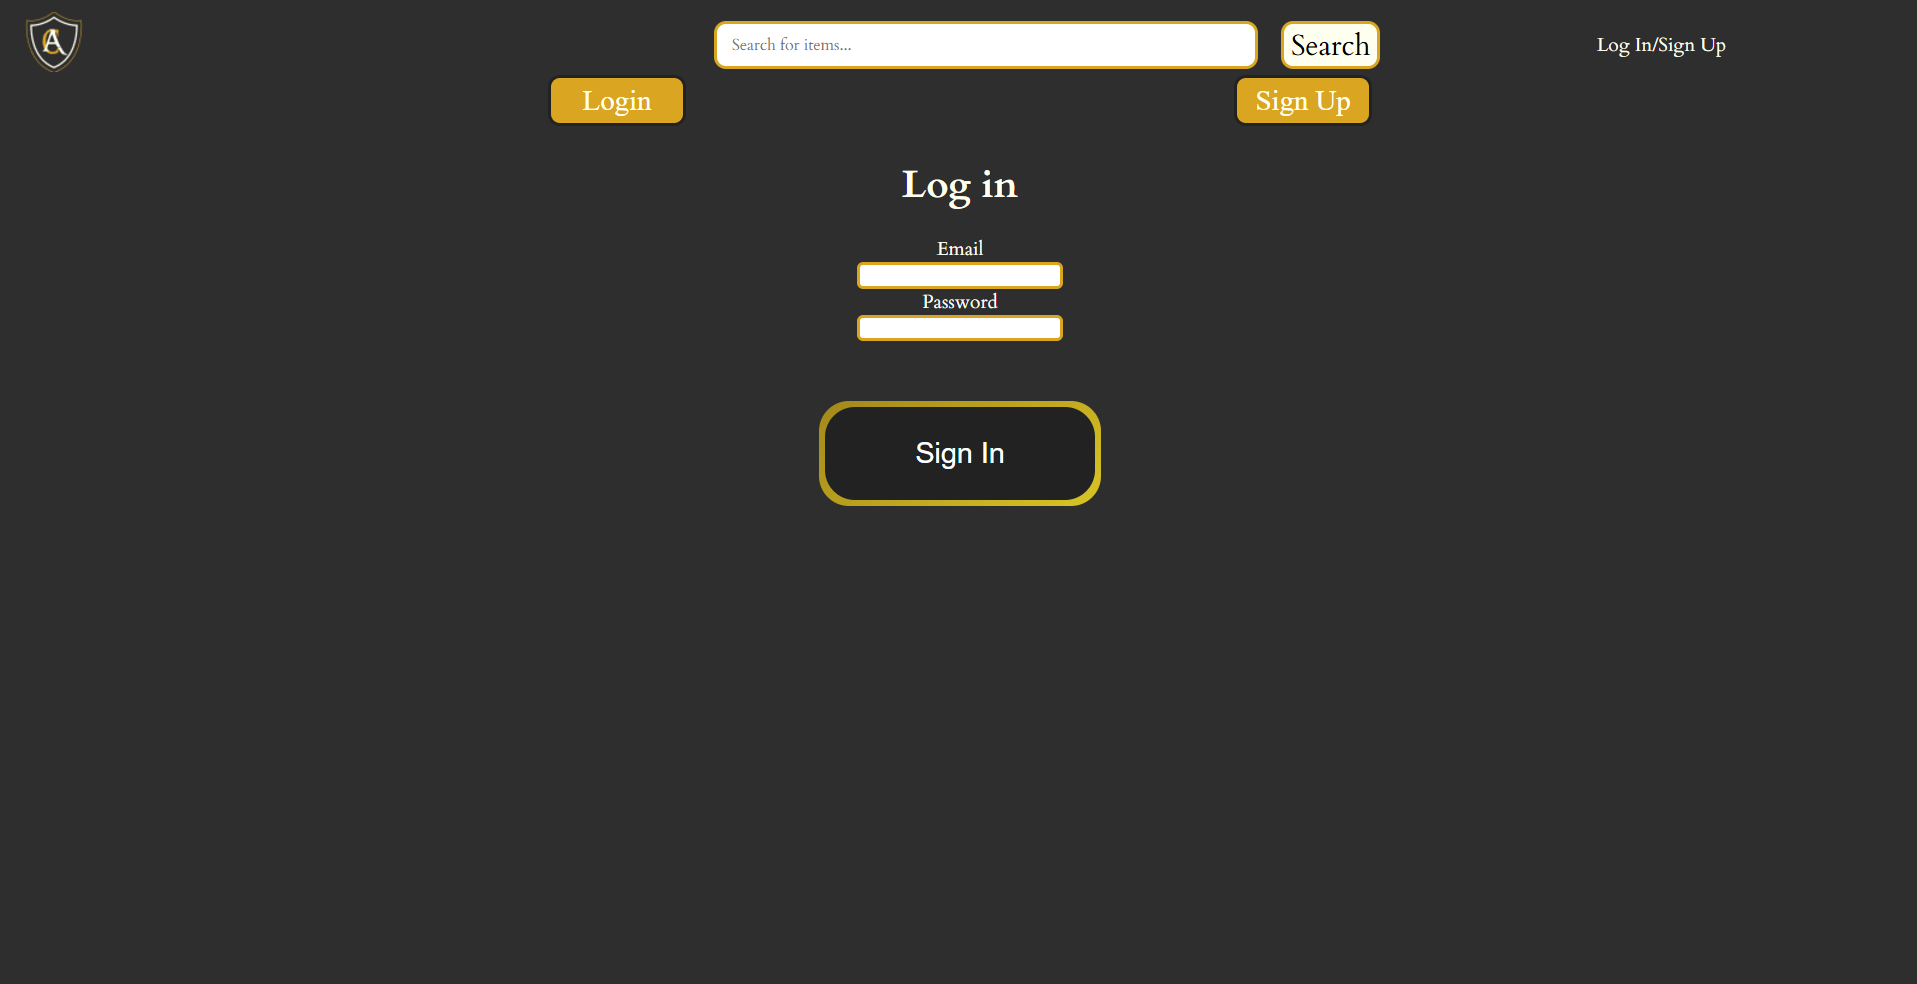 Search for items...
Search
Log In/Sign Up
Login
Sign Up
Log in
Email
Password
Sign In